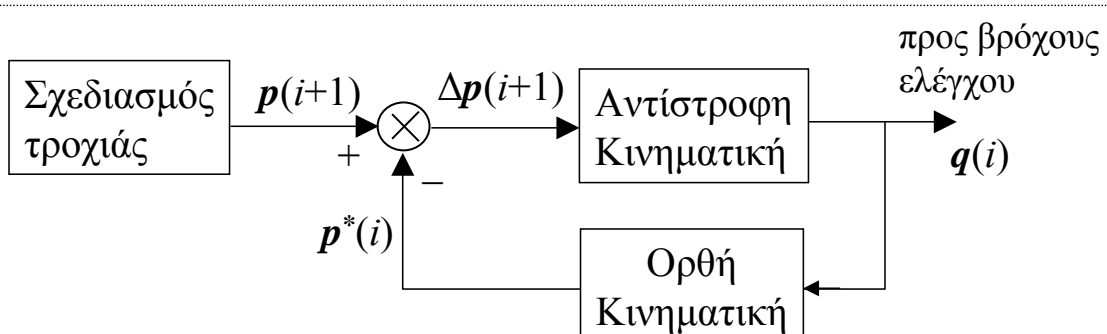 προς βρόχους
ελέγχου
Σχεδιασμός
τροχιάς
p(i+1)
+
Δp(i+1)
−
Αντίστροφη
Κινηματική
q(i)
p*(i)
Ορθή
Κινηματική